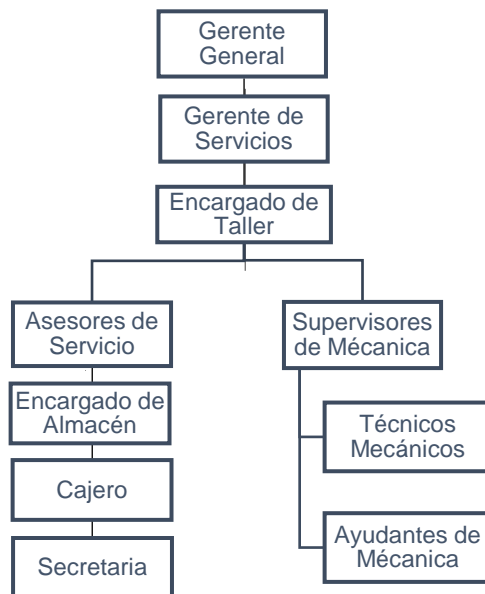 Gerente
General
Gerente de
Servicios
Encargado de
Taller
Asesores de
Servicio
Encargado de
Almacén
Cajero
Secretaria
Supervisores
de Mécanica
Técnicos
Mecánicos
Ayudantes de
Mécanica